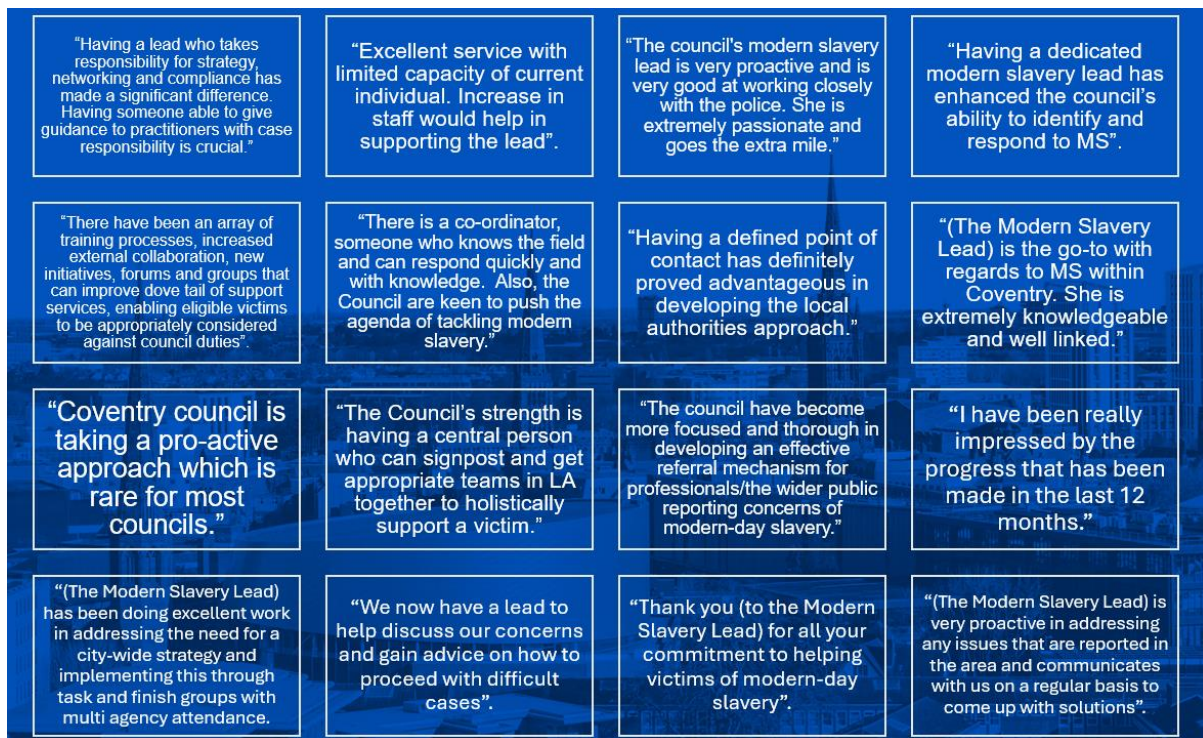 “Having a lead who takes
responsibility for strategy,
networking and compliance has
made a significant difference.
Having someone able to give
guidance to practitioners with case
responsibility is crucial.”
“Excellent service with
limited capacity of current
individual. Increase in
staff would help in
supporting the lead”.
“The council's modern slavery
lead is very proactive and is
very good at working closely
with the police. She is
extremely passionate and
goes the extra mile.”
“Having a dedicated
modern slavery lead has
enhanced the council’s
ability to identify and
respond to MS”.
“There have been an array of
training processes, increased
external collaboration, new
initiatives, forums and groups that
can improve dove tail of support
services, enabling eligible victims
to be appropriately considered
against council duties”.
“There is a co-ordinator,
someone who knows the field
and can respond quickly and
with knowledge. Also, the
Council are keen to push the
agenda of tackling modern
slavery.”
“Having a defined point of
contact has definitely
proved advantageous in
developing the local
authorities approach.”
“(The Modern Slavery
Lead) is the go-to with
regards to MS within
Coventry. She is
extremely knowledgeable
and well linked.”
“Coventry council is
taking a pro-active
approach which is
rare for most
councils.”
“The Council’s strength is
having a central person
who can signpost and get
appropriate teams in LA
together to holistically
support a victim.”
“The council have become
more focused and thorough in
developing an effective
referral mechanism for
professionals/the wider public
reporting concerns of
modern-day slavery.”
“I have been really
impressed by the
progress that has been
made in the last 12
months.”
“(The Modern Slavery Lead)
has been doing excellent work
in addressing the need for a
city-wide strategy and
implementing this through
task and finish groups with
multi agency attendance.
“We now have a lead to
help discuss our concerns
and gain advice on how to
proceed with difficult
cases”.
“Thank you (to the Modern
Slavery Lead) for all your
commitment to helping
victims of modern-day
slavery”.
“(The Modern Slavery Lead) is
very proactive in addressing
any issues that are reported in
the area and communicates
with us on a regular basis to
come up with solutions”.